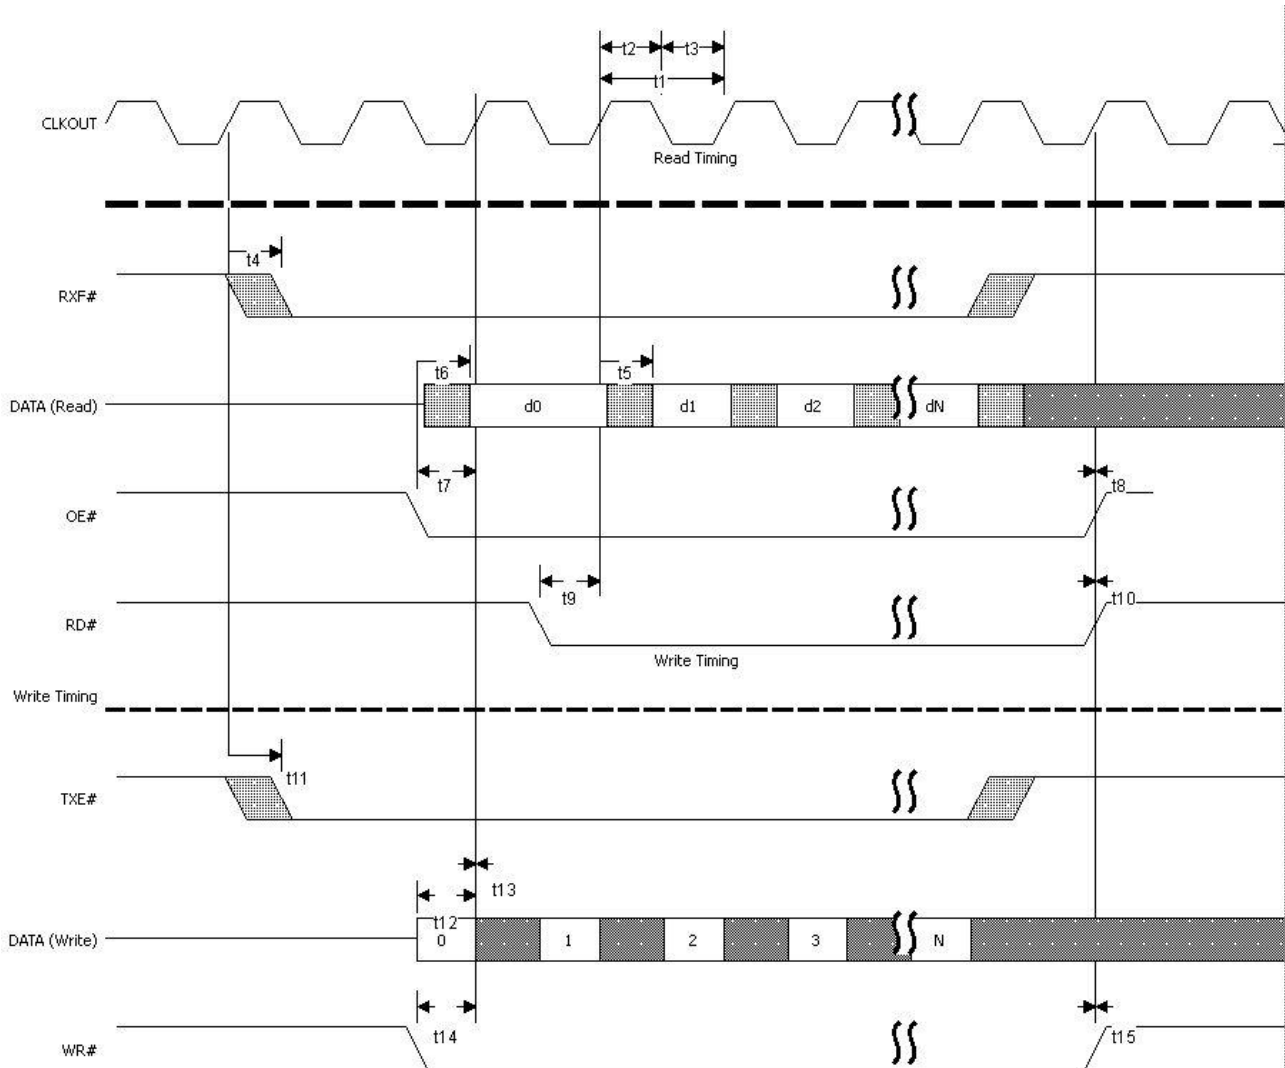 t2 t3
t1
CLKOUT
Read Timing
t4
RXF#
t6 t5
DATA (Read) d0 d1 d2 dN
t7 t8
OE#
t9 t10
RD#
Write Timing
Write Timing
t11
TXE#
t13
t12
DATA (Write) 0 1 2 3 N
t14 t15
WR#